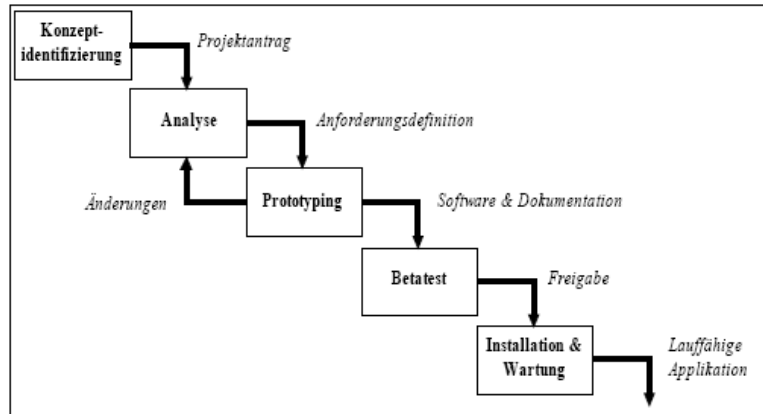 Konzept-
identifizierung
Projektantrag
Analyse
Anforderungsdefinition
Änderungen
Prototyping
Software & Dokumentation
Betatest
Freigabe
Installation &
Wartung
Lauffähige
Applikation